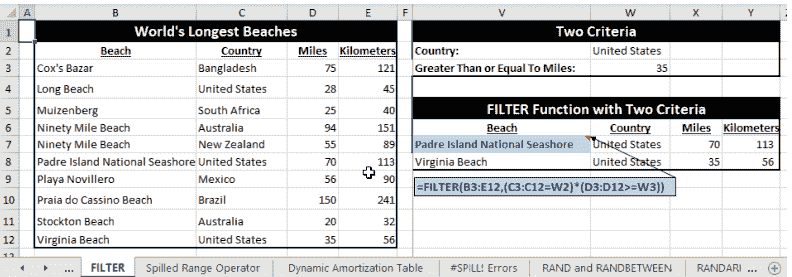 A B C D E F V W X Y
1 World's Longest Beaches Two Criteria
2 Beach Country Miles Kilometers Country: United States
3 Cox's Bazar Bangladesh 75 121 Greater Than or Equal To Miles: 35
4 Long Beach United States 28 45
5 Muizenberg South Africa 25 40 FILTER Function with Two Criteria
6 Ninety Mile Beach Australia 94 151 Beach Country Miles Kilometers
7 Ninety Mile Beach New Zealand 55 89 Padre Island National Seashore United States 70 113
8 Padre Island National Seashore United States 70 113 Virginia Beach United States 35 56
9 Playa Novillero Mexico 56 90 =FILTER(B3:E12,(C3:C12=W2)*(D3:D12>=W3))
10 Praia do Cassino Beach Brazil 150 241
11 Stockton Beach Australia 20 32
12 Virginia Beach United States 35 56
... FILTER Spilled Range Operator Dynamic Amortization Table #SPILL! Errors RAND and RANDBETWEEN RANDARI ...